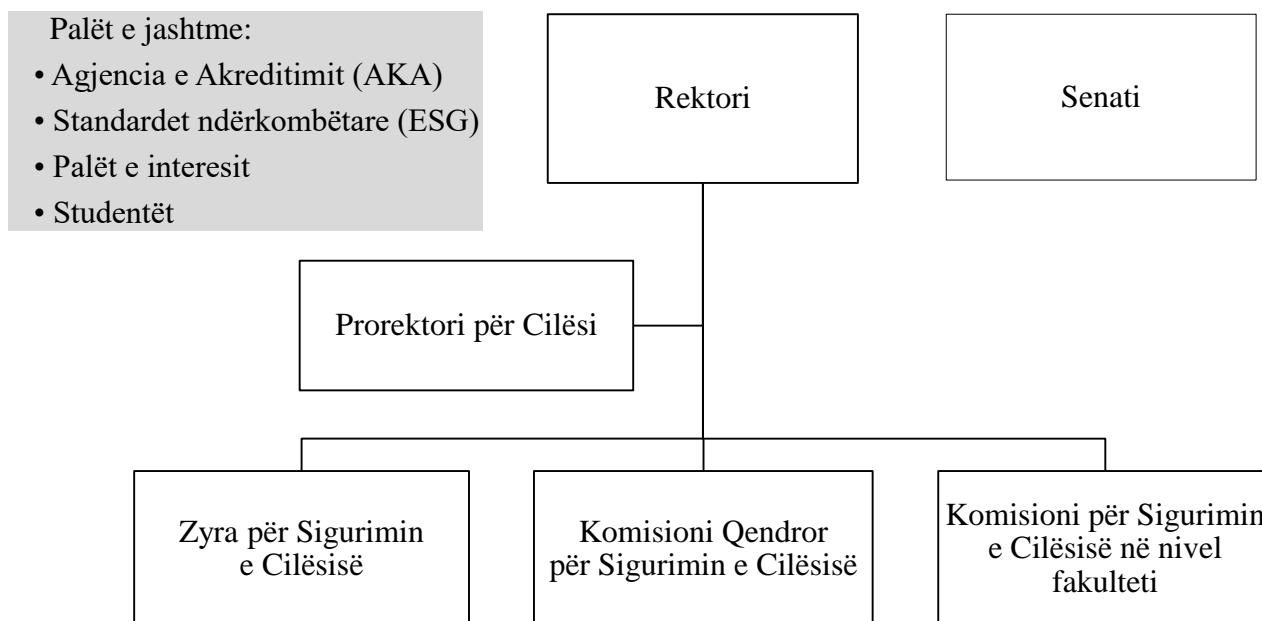 Palët e jashtme:
• Agjencia e Akreditimit (AKA)
• Standardet ndërkombëtare (ESG)
• Palët e interesit
• Studentët
Rektori
Senati
Prorektori për Cilësi
Zyra për Sigurimin
e Cilësisë
Komisioni Qendror
për Sigurimin e Cilësisë
Komisioni për Sigurimin
e Cilësisë në nivel
fakulteti